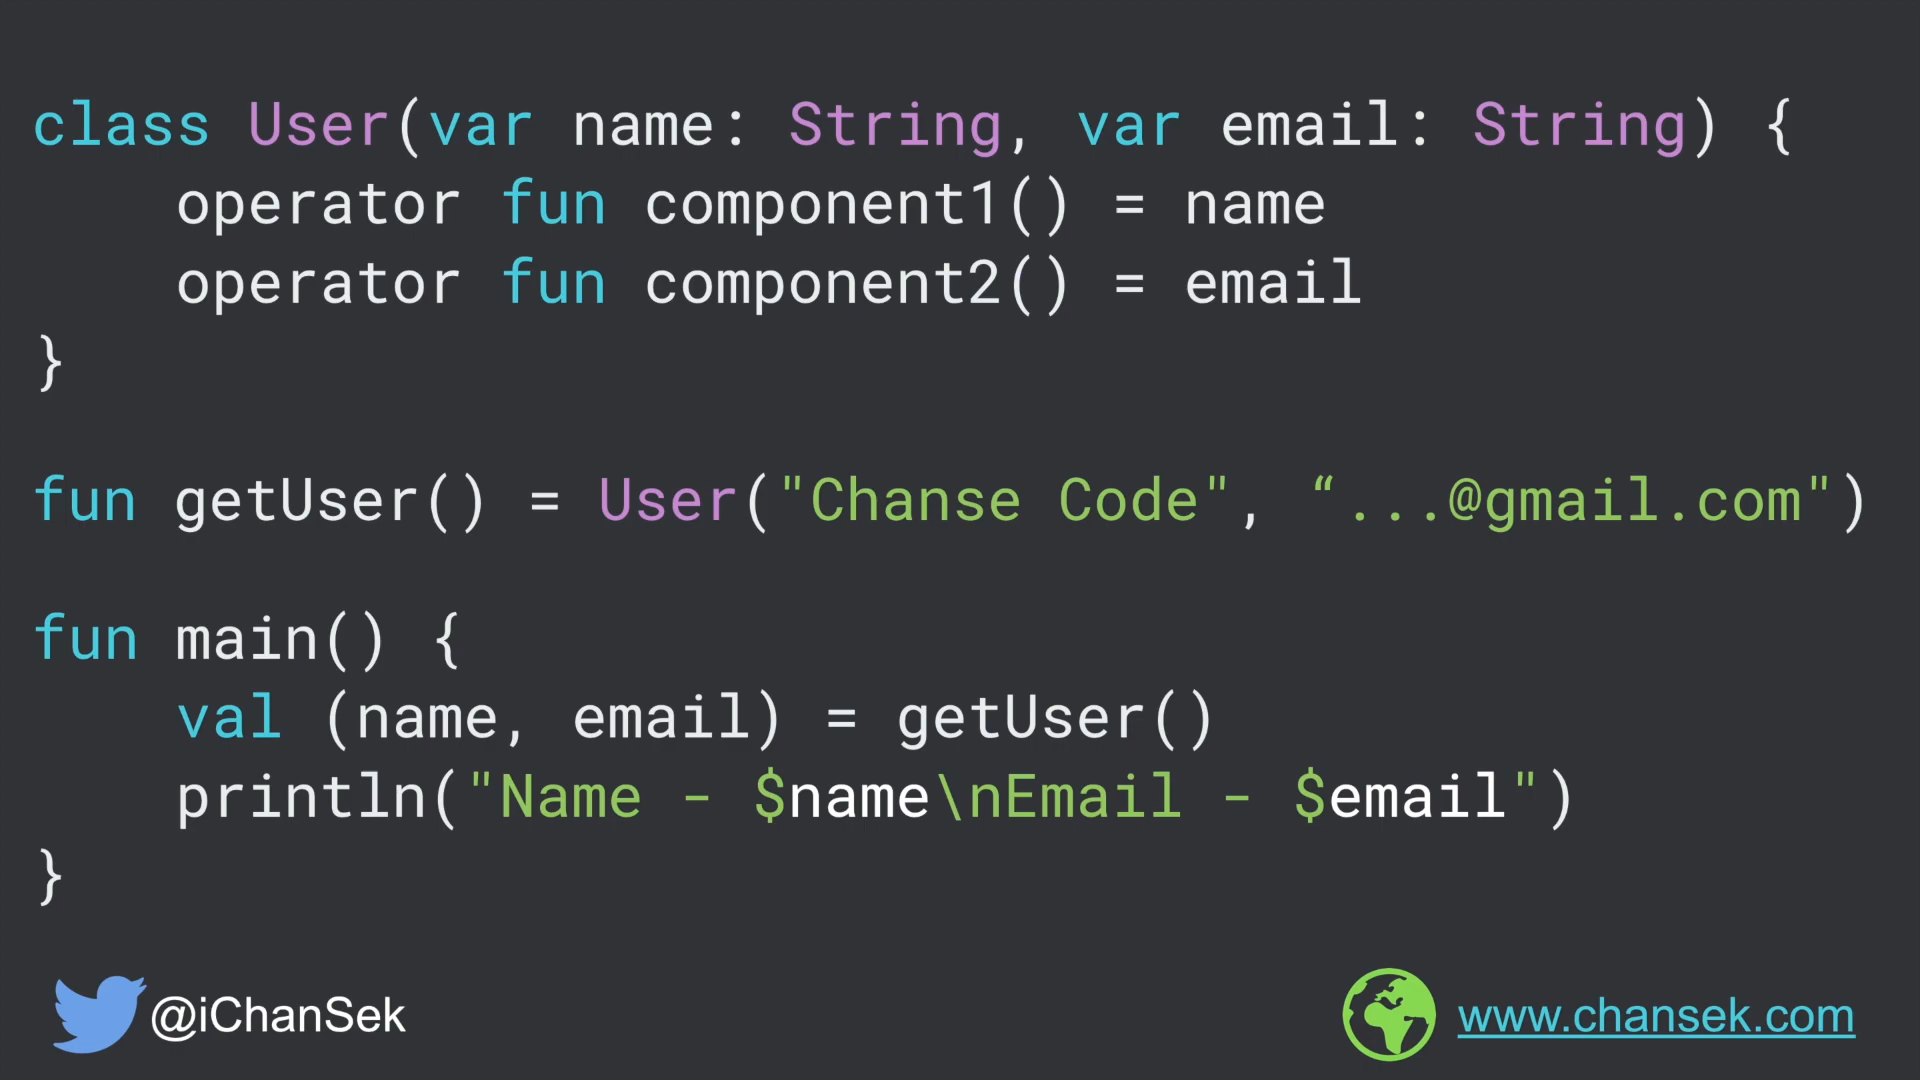 class User(var name: String, var email: String) {
    operator fun component1() = name
    operator fun component2() = email
}
fun getUser() = User("Chanse Code", “...@gmail.com")
fun main() {
    val (name, email) = getUser()
    println("Name - $name\nEmail - $email")
}
@iChanSek
www.chansek.com